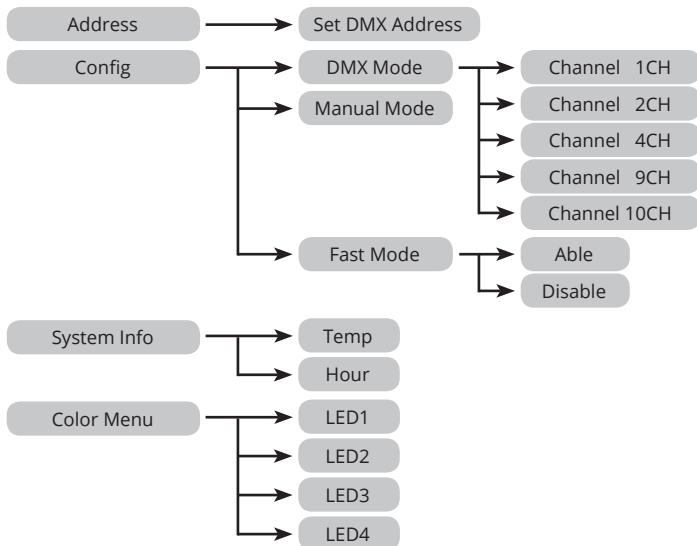 Address
Set DMX Address
Config
DMX Mode
Channel 1CH
Manual Mode
Channel 2CH
Channel 4CH
Channel 9CH
Channel 10CH
Fast Mode
Able
Disable
System Info
Temp
Hour
Color Menu
LED1
LED2
LED3
LED4